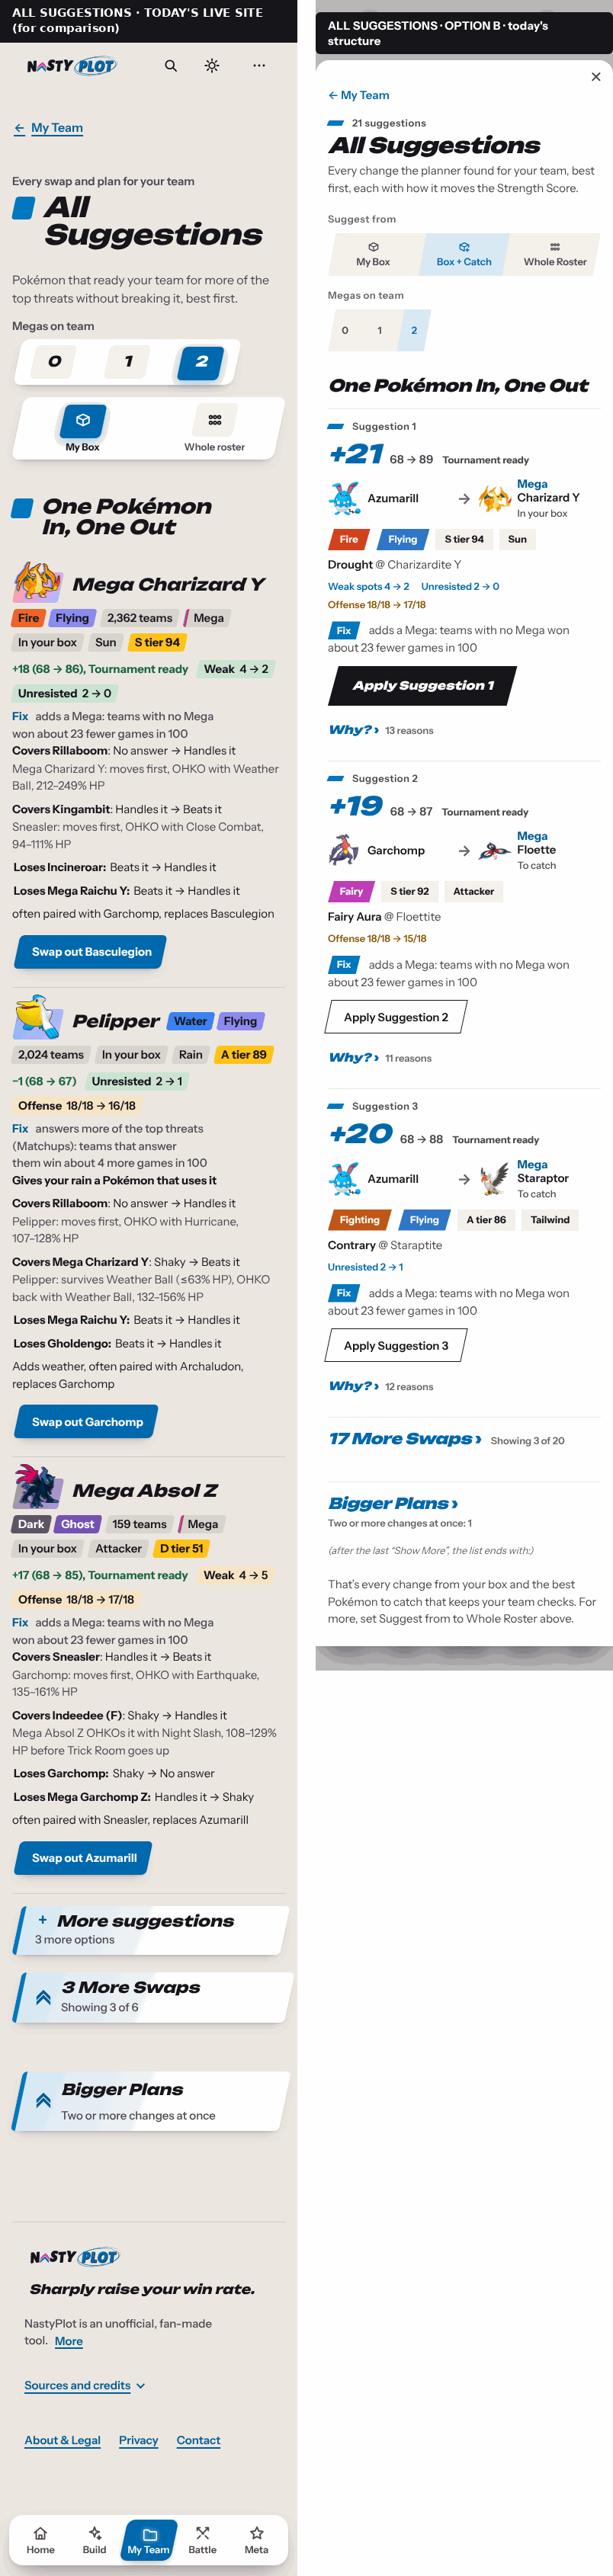 ALL SUGGESTIONS • TODAY'S LIVE SITE
(for comparison)
NASTY PLOT
← My Team
Every swap and plan for your team
All
Suggestions
Pokémon that ready your team for more of the
top threats without breaking it, best first.
Megas on team
0 1 2
My Box Whole roster
One Pokémon
In, One Out
Mega Charizard Y
Fire Flying 2,362 teams Mega
In your box Sun S tier 94
+18 (68 → 86), Tournament ready Weak 4 → 2
Unresisted 2 → 0
Fix adds a Mega: teams with no Mega
won about 23 fewer games in 100
Covers Rillaboom: No answer → Handles it
Mega Charizard Y: moves first, OHKO with Weather
Ball, 212–249% HP
Covers Kingambit: Handles it → Beats it
Sneasler: moves first, OHKO with Close Combat,
94–111% HP
Loses Incineroar: Beats it → Handles it
Loses Mega Raichu Y: Beats it → Handles it
often paired with Garchomp, replaces Basculegion
Swap out Basculegion
Pelipper Water Flying
2,024 teams In your box Rain A tier 89
−1 (68 → 67) Unresisted 2 → 1
Offense 18/18 → 16/18
Fix answers more of the top threats
(Matchups): teams that answer
them win about 4 more games in 100
Gives your rain a Pokémon that uses it
Covers Rillaboom: No answer → Handles it
Pelipper: moves first, OHKO with Hurricane,
107–128% HP
Covers Mega Charizard Y: Shaky → Beats it
Pelipper: survives Weather Ball (≤63% HP), OHKO
back with Weather Ball, 132–156% HP
Loses Mega Raichu Y: Beats it → Handles it
Loses Gholdengo: Beats it → Handles it
Adds weather, often paired with Archaludon,
replaces Garchomp
Swap out Garchomp
Mega Absol Z
Dark Ghost 159 teams Mega
In your box Attacker D tier 51
+17 (68 → 85), Tournament ready Weak 4 → 5
Offense 18/18 → 17/18
Fix adds a Mega: teams with no Mega
won about 23 fewer games in 100
Covers Sneasler: Handles it → Beats it
Garchomp: moves first, OHKO with Earthquake,
135–161% HP
Covers Indeedee (F): Shaky → Handles it
Mega Absol Z OHKOs it with Night Slash, 108–129%
HP before Trick Room goes up
Loses Garchomp: Shaky → No answer
Loses Mega Garchomp Z: Handles it → Shaky
often paired with Sneasler, replaces Azumarill
Swap out Azumarill
+ More suggestions
3 more options
3 More Swaps
Showing 3 of 6
Bigger Plans
Two or more changes at once
NASTY PLOT
Sharply raise your win rate.
NastyPlot is an unofficial, fan-made
tool. More
Sources and credits
About & Legal Privacy Contact
Home Build My Team Battle Meta
ALL SUGGESTIONS • OPTION B • today's
structure
← My Team
21 suggestions
All Suggestions
Every change the planner found for your team, best
first, each with how it moves the Strength Score.
Suggest from
My Box Box + Catch Whole Roster
Megas on team
0 1 2
One Pokémon In, One Out
Suggestion 1
+21 68 → 89 Tournament ready
Azumarill → Mega
Charizard Y
In your box
Fire Flying S tier 94 Sun
Drought @ Charizardite Y
Weak spots 4 → 2 Unresisted 2 → 0
Offense 18/18 → 17/18
Fix adds a Mega: teams with no Mega won
about 23 fewer games in 100
Apply Suggestion 1
Why? › 13 reasons
Suggestion 2
+19 68 → 87 Tournament ready
Garchomp → Mega
Floette
To catch
Fairy S tier 92 Attacker
Fairy Aura @ Floettite
Offense 18/18 → 15/18
Fix adds a Mega: teams with no Mega won
about 23 fewer games in 100
Apply Suggestion 2
Why? › 11 reasons
Suggestion 3
+20 68 → 88 Tournament ready
Azumarill → Mega
Staraptor
To catch
Fighting Flying A tier 86 Tailwind
Contrary @ Staraptite
Unresisted 2 → 1
Fix adds a Mega: teams with no Mega won
about 23 fewer games in 100
Apply Suggestion 3
Why? › 12 reasons
17 More Swaps › Showing 3 of 20
Bigger Plans ›
Two or more changes at once: 1
(after the last “Show More”, the list ends with:)
That's every change from your box and the best
Pokémon to catch that keeps your team checks. For
more, set Suggest from to Whole Roster above.